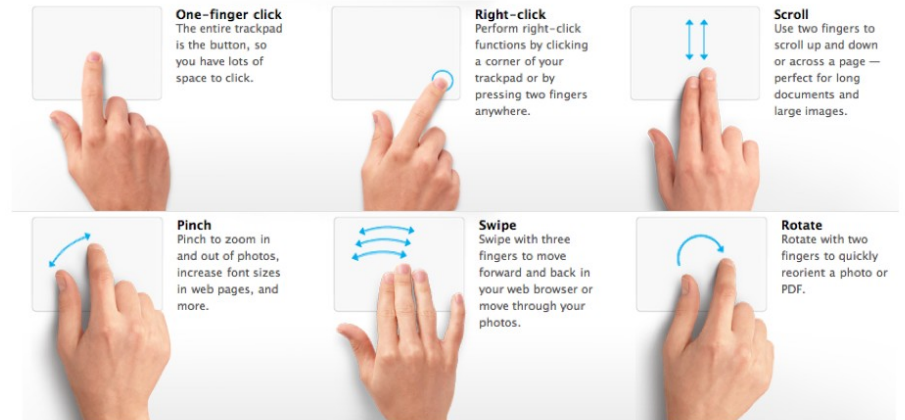 One-finger click
The entire trackpad
is the button, so
you have lots of
space to click.
Right-click
Perform right-click
functions by clicking
a corner of your
trackpad or by
pressing two fingers
anywhere.
Scroll
Use two fingers to
scroll up and down
or across a page —
perfect for long
documents and
large images.
Pinch
Pinch to zoom in
and out of photos,
increase font sizes
in web pages, and
more.
Swipe
Swipe with three
fingers to move
forward and back in
your web browser or
move through your
photos.
Rotate
Rotate with two
fingers to quickly
reorient a photo or
PDF.